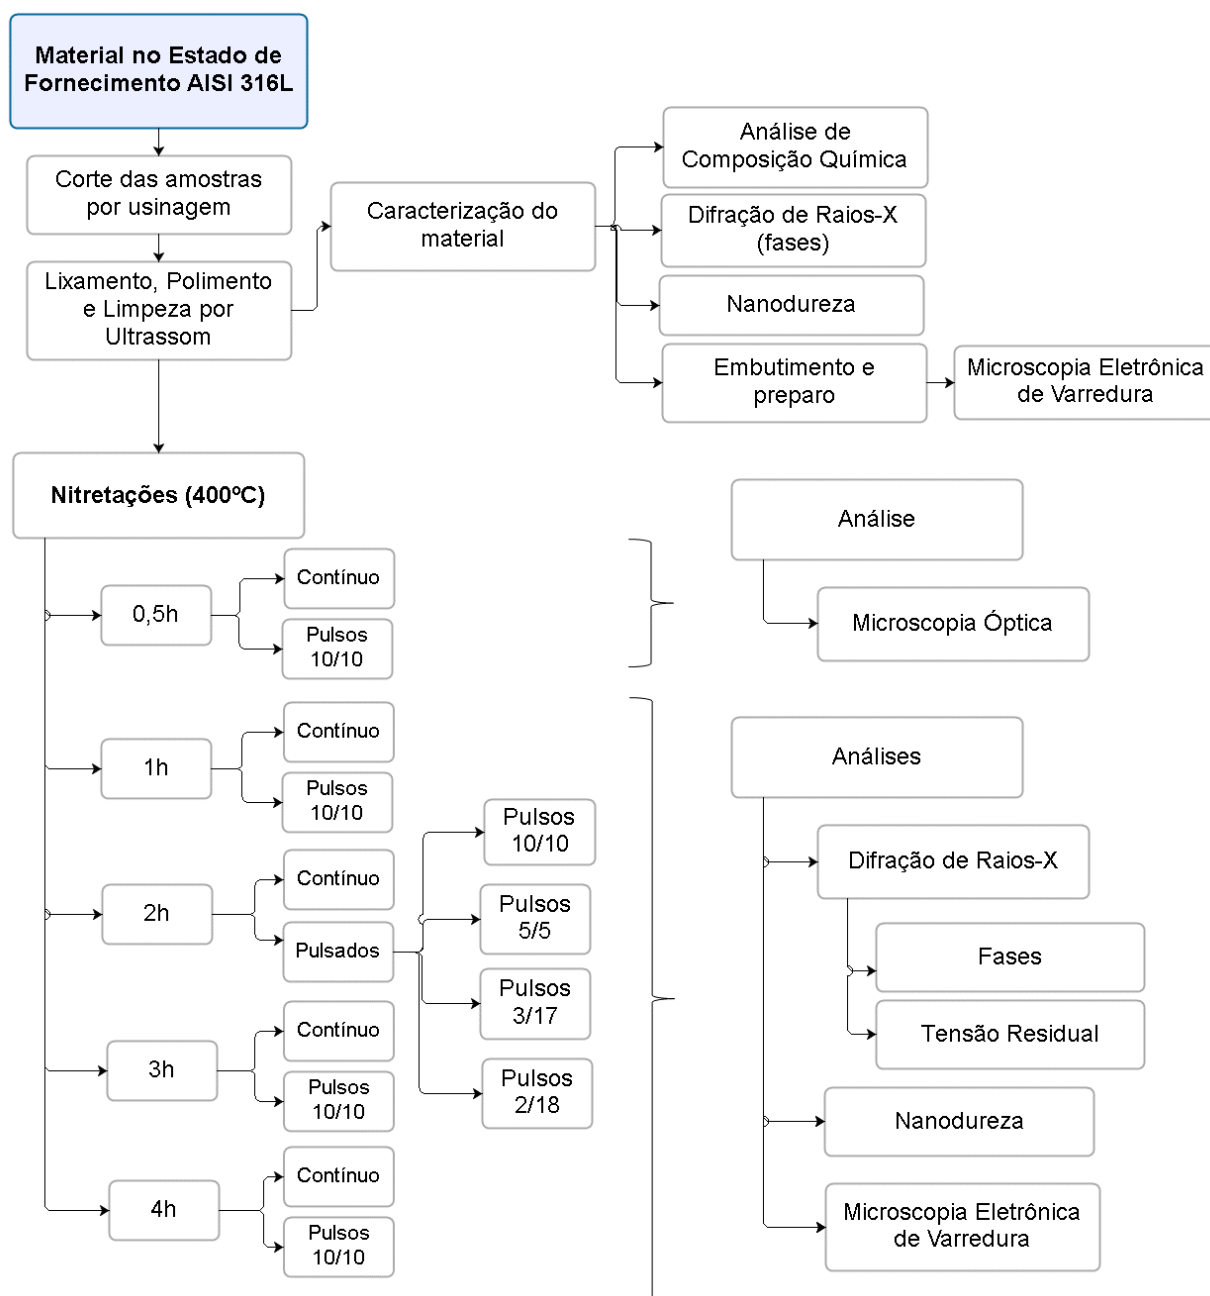 Material no Estado de
Fornecimento AISI 316L
Corte das amostras
por usinagem
Lixamento, Polimento
e Limpeza por
Ultrassom
Caracterização do
material
Análise de
Composição Química
Difração de Raios-X
(fases)
Nanodureza
Embutimento e
preparo
Microscopia Eletrônica
de Varredura
Nitretações (400ºC)
0,5h
Contínuo
Pulsos
10/10
1h
Contínuo
Pulsos
10/10
2h
Contínuo
Pulsados
Pulsos
10/10
Pulsos
5/5
Pulsos
3/17
Pulsos
2/18
3h
Contínuo
Pulsos
10/10
4h
Contínuo
Pulsos
10/10
Análise
Microscopia Óptica
Análises
Difração de Raios-X
Fases
Tensão Residual
Nanodureza
Microscopia Eletrônica
de Varredura